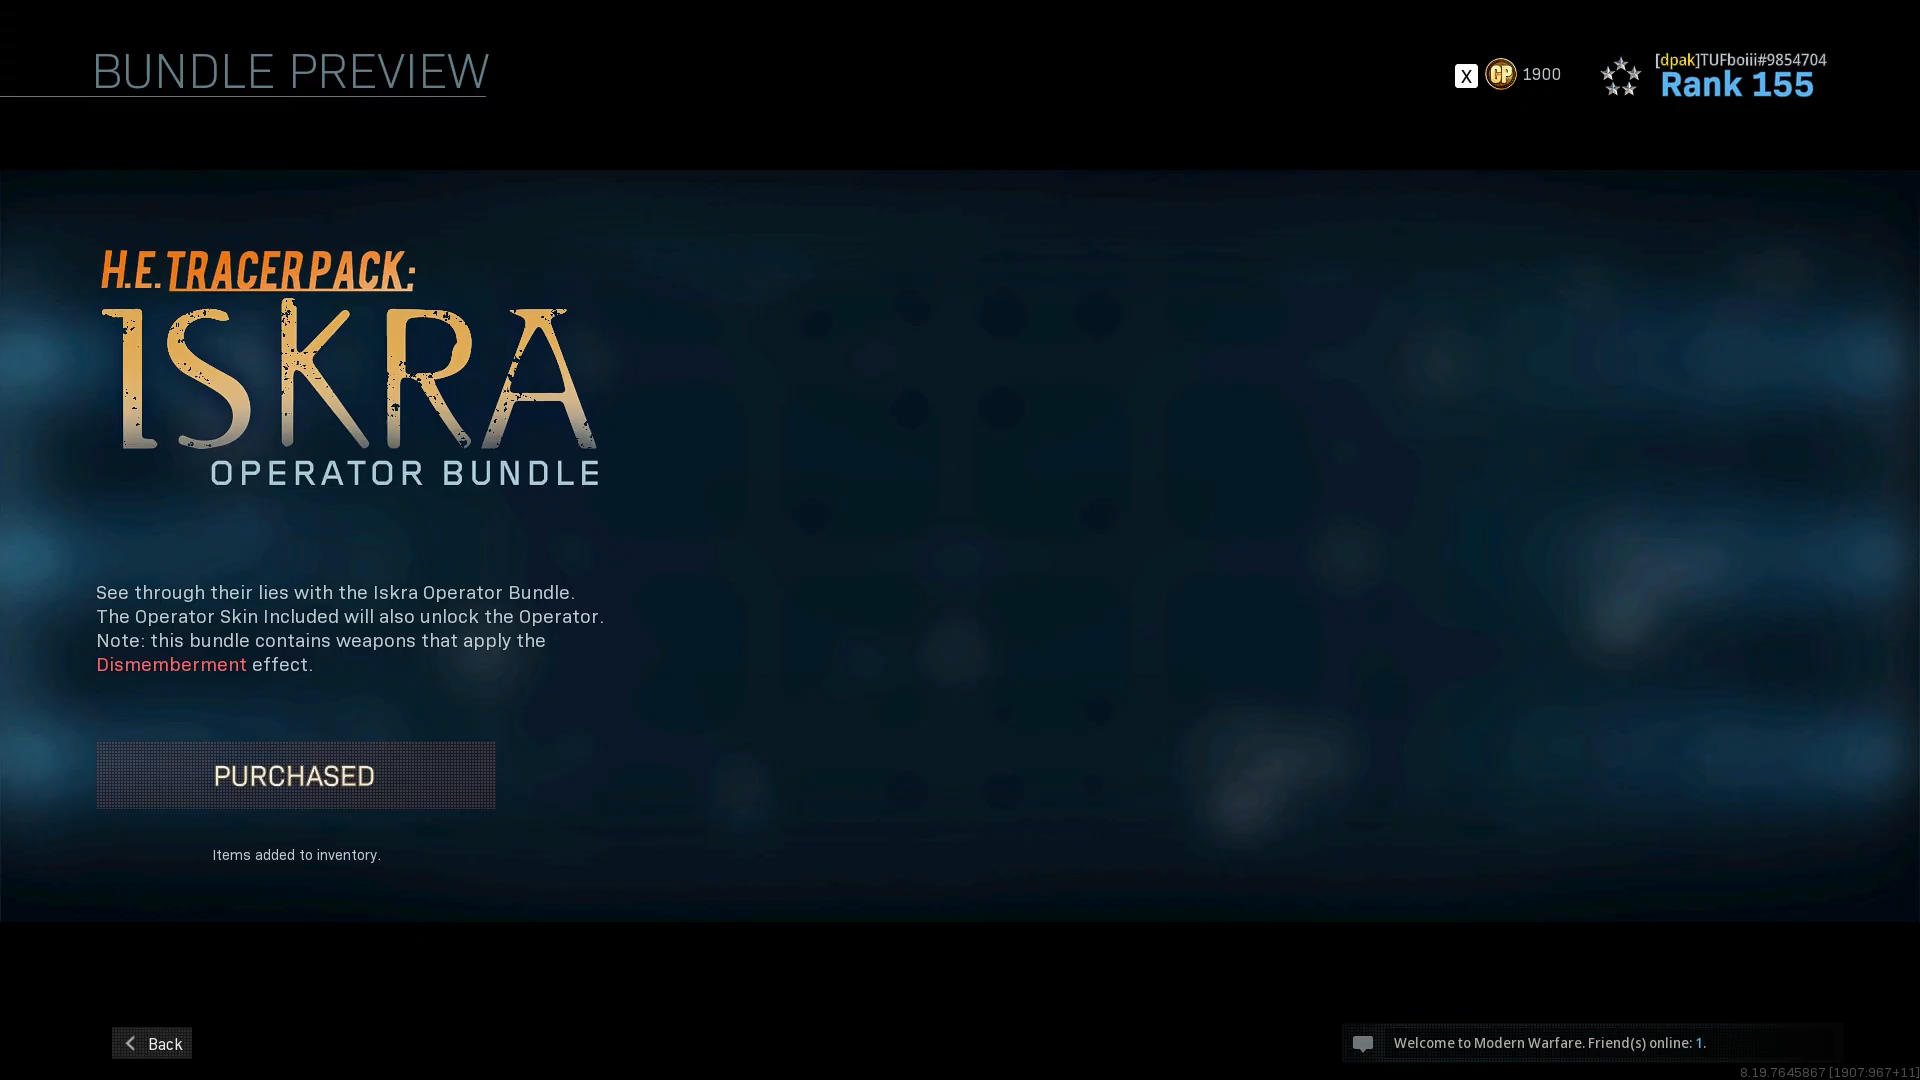 BUNDLE PREVIEW
X CP 1900
[dpak]TUFboiii#9854704
Rank 155
H.E. TRACER PACK:
ISKRA
OPERATOR BUNDLE
See through their lies with the Iskra Operator Bundle.
The Operator Skin Included will also unlock the Operator.
Note: this bundle contains weapons that apply the
Dismemberment effect.
PURCHASED
Items added to inventory.
Back
Welcome to Modern Warfare. Friend(s) online: 1.
8.19.7645867 [1907:967+11]